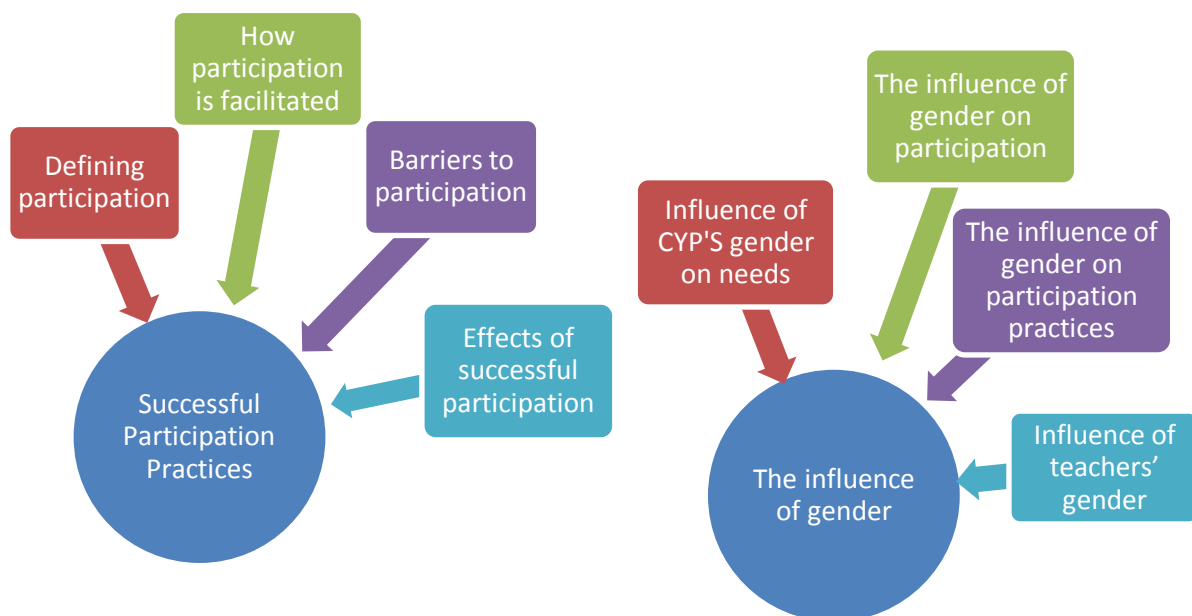 How
participation
is facilitated
Defining
participation
Barriers to
participation
Effects of
successful
participation
Successful
Participation
Practices
The influence
of gender on
participation
Influence of
CYP'S gender
on needs
The influence
of gender on
participation
practices
Influence of
teachers’
gender
The influence
of gender